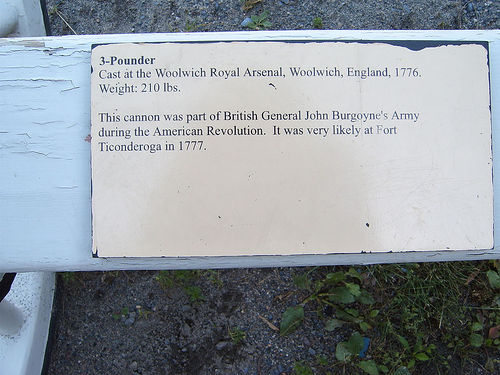 3-Pounder
Cast at the Woolwich Royal Arsenal, Woolwich, England, 1776.
Weight: 210 lbs.
This cannon was part of British General John Burgoyne's Army
during the American Revolution. It was very likely at Fort
Ticonderoga in 1777.